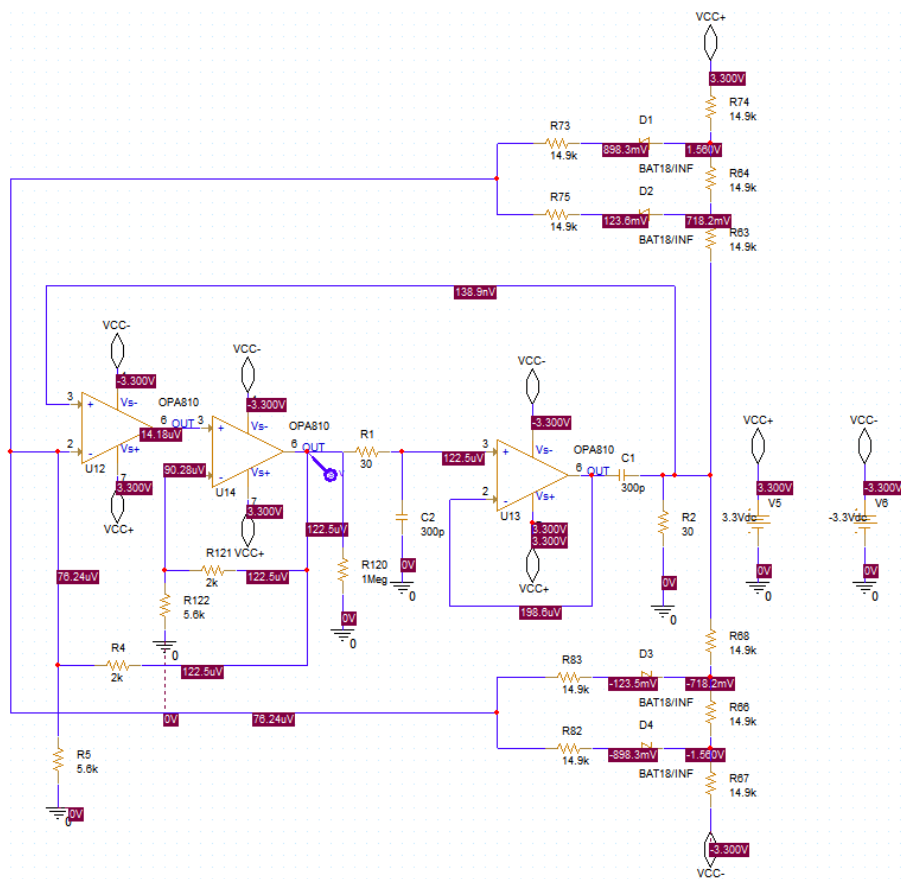 VCC+
3.300V
R74
14.9k
R73
14.9k
D1
898.3mV
1.560V
BAT18/INF
R64
14.9k
D2
R75
14.9k
123.6mV
718.2mV
BAT18/INF
R63
14.9k
138.9nV
VCC-
-3.300V
VCC-
-3.300V
VCC-
-3.300V
OPA810
3
+
Vs-
6
OUT
14.18uV
2
-
Vs+
U12
7
3.300V
VCC+
OPA810
3
+
Vs-
6
OUT
V
90.28uV
-
Vs+
U14
7
3.300V
VCC+
R1
30
122.5uV
C2
300p
0V
0
OPA810
3
+
Vs-
6
OUT
2
-
Vs+
U13
3.300V
3.300V
VCC+
198.6uV
C1
300p
R2
30
0V
0
VCC+
3.300V
V5
3.3Vdc
0V
0
VCC-
-3.300V
V6
-3.3Vdc
0V
0
122.5uV
R121
2k
122.5uV
R120
1Meg
0V
0
R122
5.6k
0
0V
76.24uV
R4
2k
122.5uV
76.24uV
R5
5.6k
0V
0
R68
14.9k
R83
14.9k
D3
-123.5mV
-718.2mV
BAT18/INF
R66
14.9k
R82
14.9k
D4
-898.3mV
-1.560V
BAT18/INF
R67
14.9k
-3.300V
VCC-